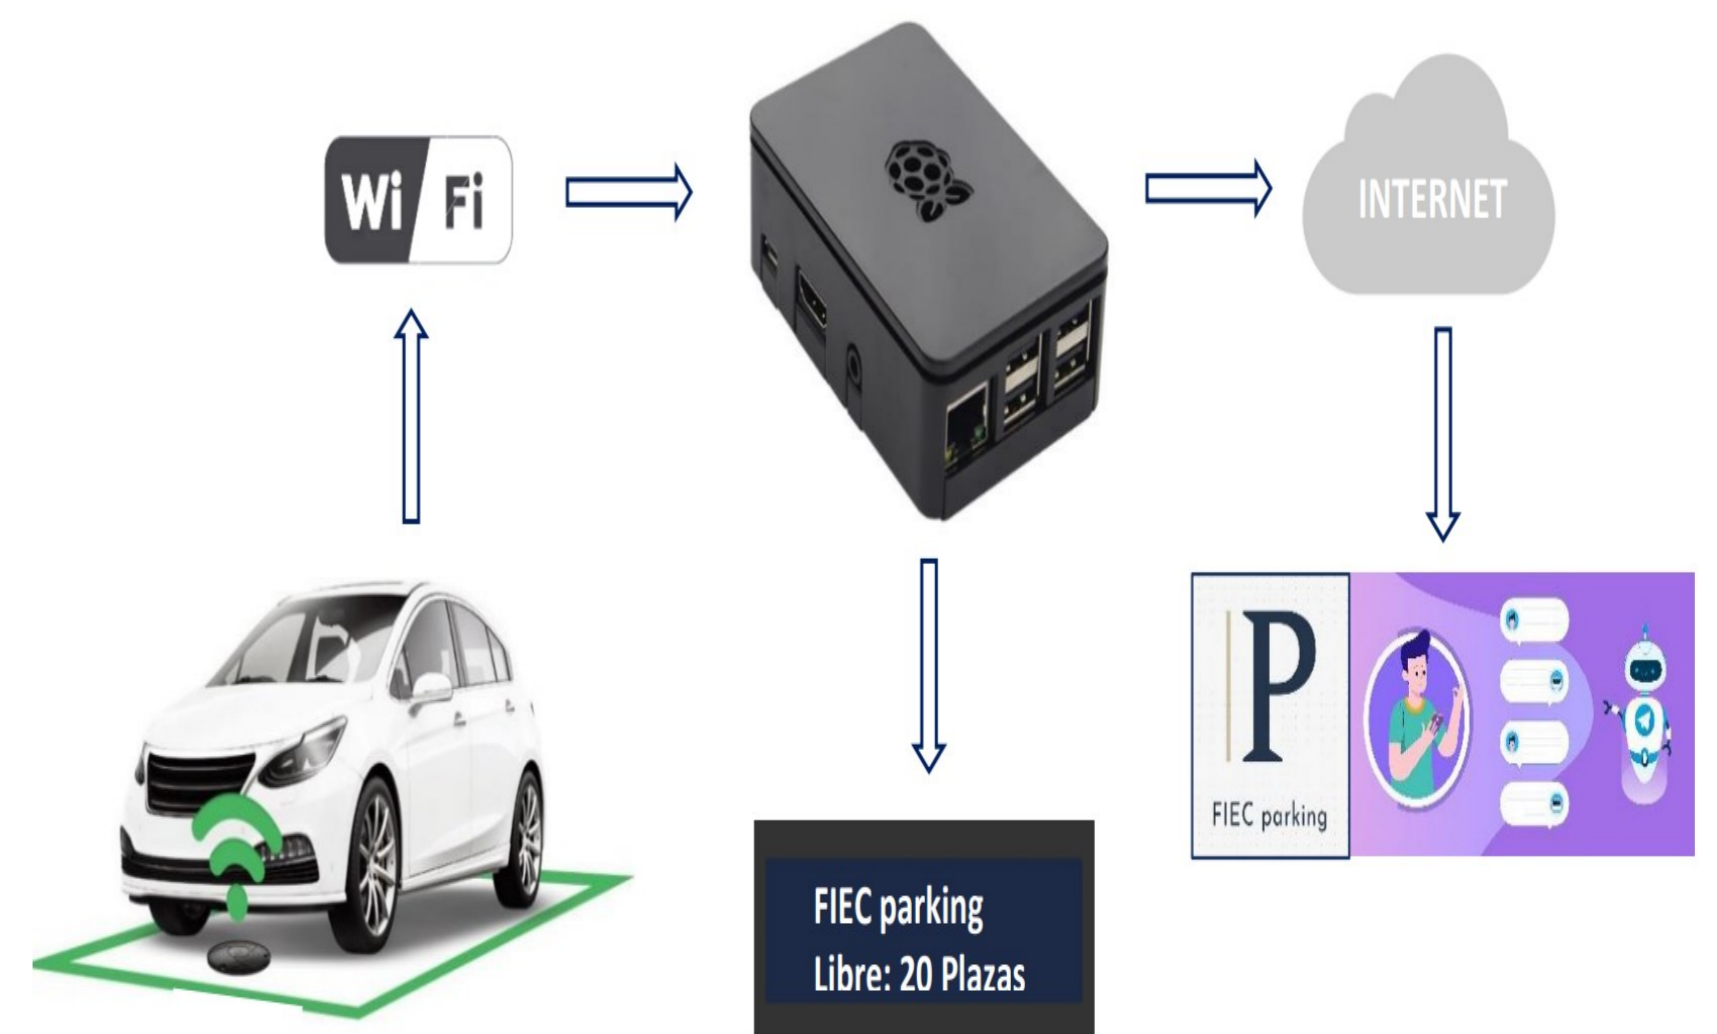 Wi Fi
INTERNET
P
FIEC parking
FIEC parking
Libre: 20 Plazas